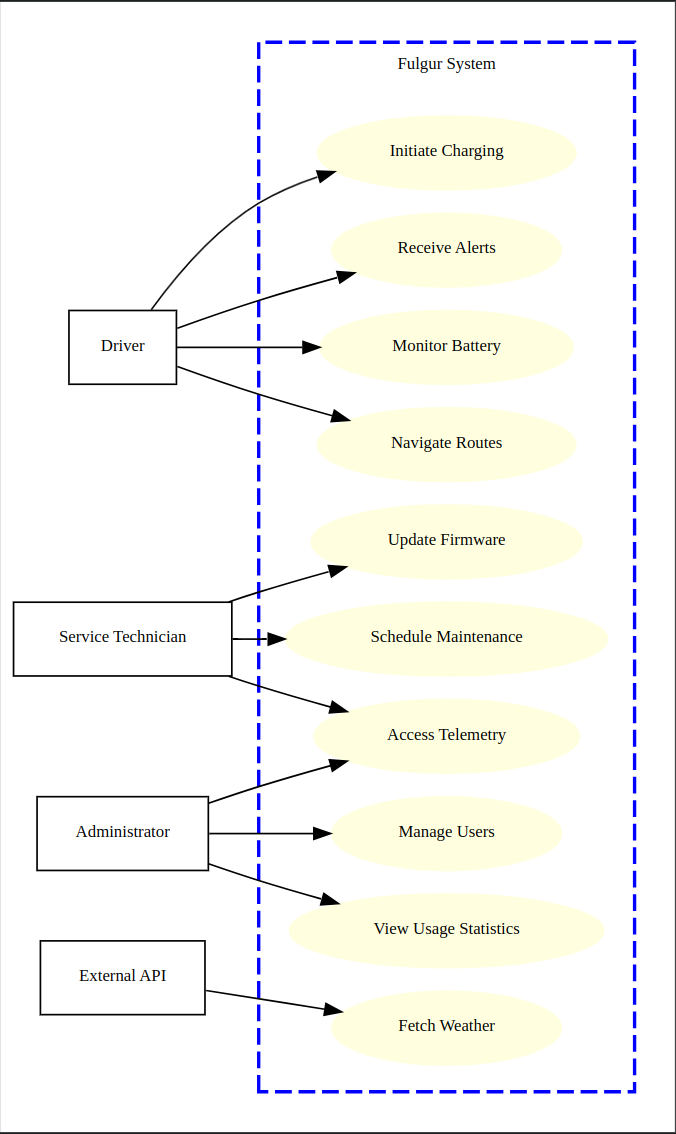 Fulgur System
Initiate Charging
Receive Alerts
Driver
Monitor Battery
Navigate Routes
Update Firmware
Service Technician
Schedule Maintenance
Access Telemetry
Administrator
Manage Users
View Usage Statistics
External API
Fetch Weather